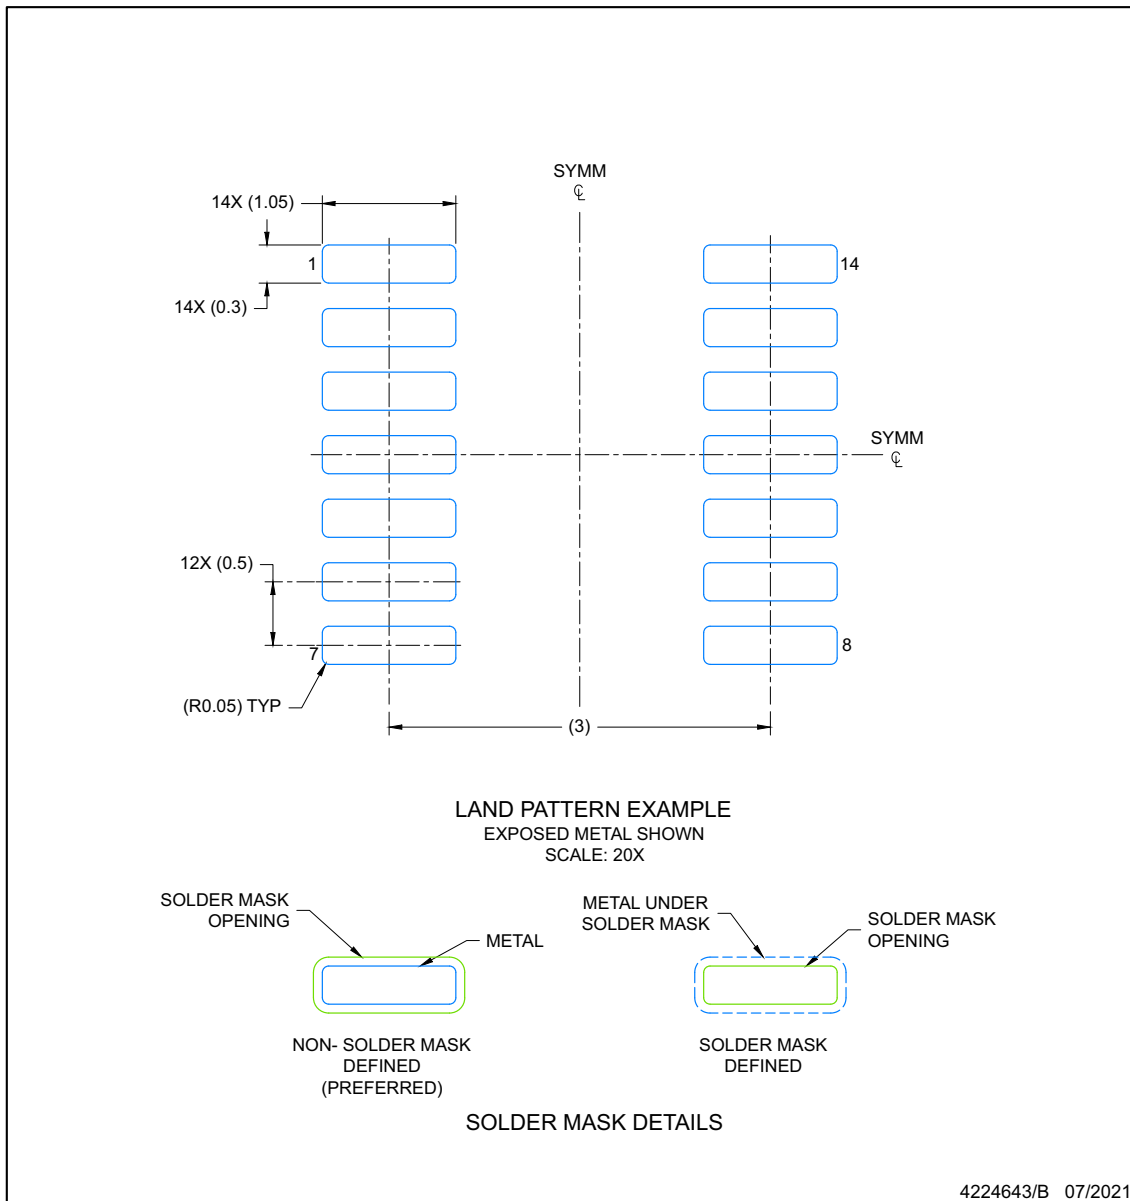 SYMM
℄
14X (1.05)
1
14
14X (0.3)
SYMM
℄
12X (0.5)
7
8
(R0.05) TYP
(3)
LAND PATTERN EXAMPLE
EXPOSED METAL SHOWN
SCALE: 20X
SOLDER MASK
OPENING
METAL
METAL UNDER
SOLDER MASK
SOLDER MASK
OPENING
NON- SOLDER MASK
DEFINED
(PREFERRED)
SOLDER MASK
DEFINED
SOLDER MASK DETAILS
4224643/B 07/2021